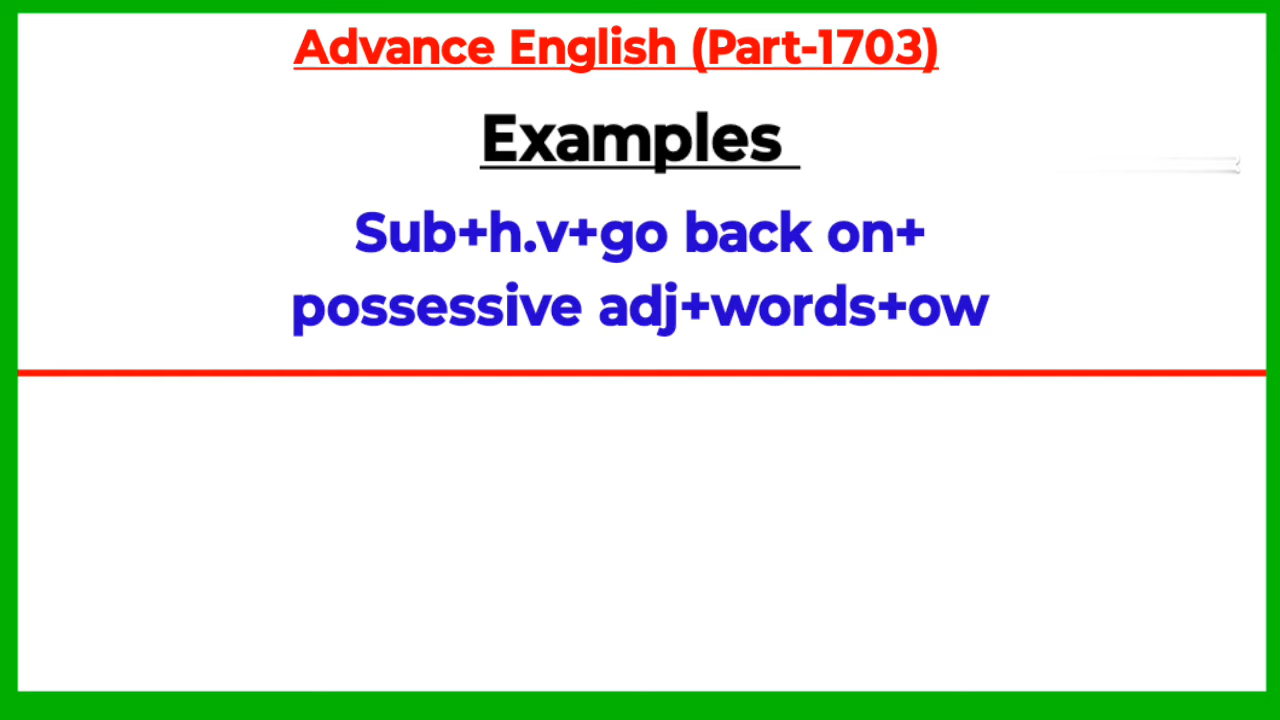 Advance English (Part-1703)
Examples
Sub+h.v+go back on+
possessive adj+words+ow